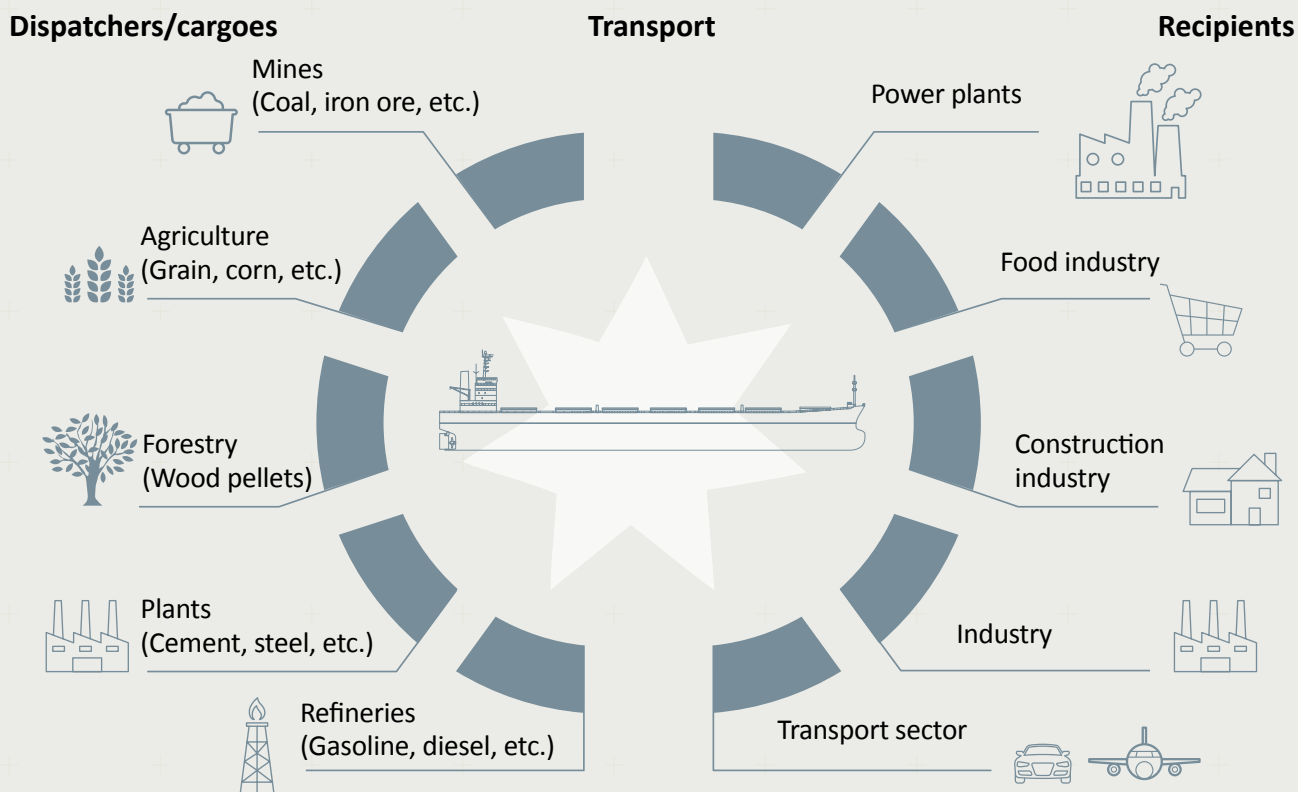 Dispatchers/cargoes
Transport
Recipients
Mines
(Coal, iron ore, etc.)
Power plants
Agriculture
(Grain, corn, etc.)
Food industry
Forestry
(Wood pellets)
Construction
industry
Plants
(Cement, steel, etc.)
Industry
Refineries
(Gasoline, diesel, etc.)
Transport sector